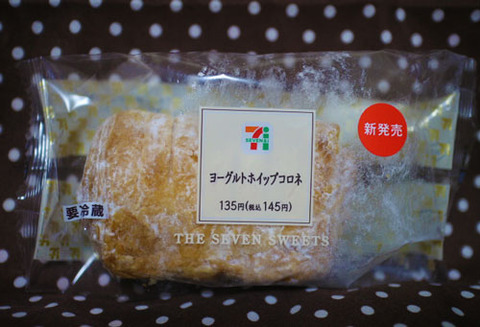 7
SEVEN & i
ヨーグルトホイップコロネ
135円(税込145円)
新発売
要冷蔵
THE SEVEN SWEETS